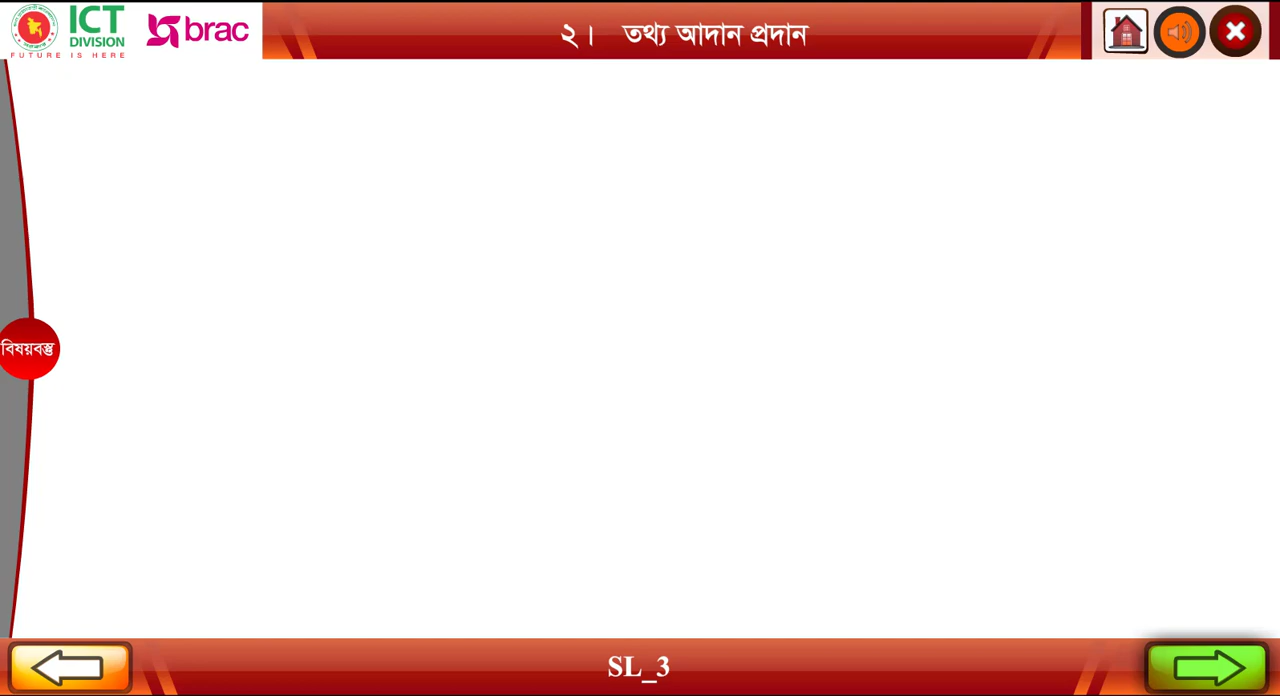 ICT
DIVISION
FUTURE IS HERE
brac
২। তথ্য আদান প্রদান
বিষয়বস্তু
SL_3